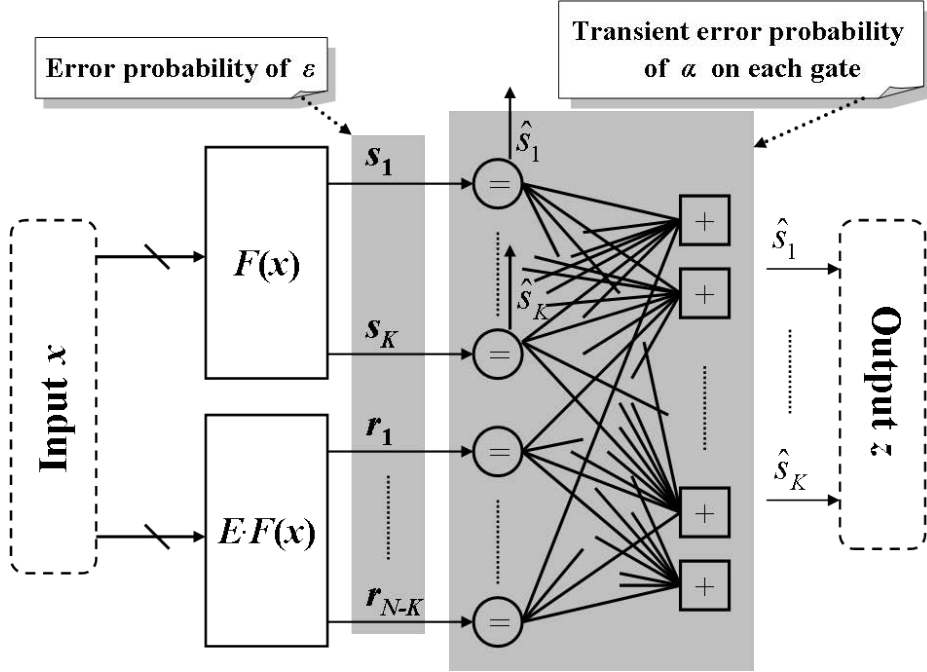 Error probability of ε
Transient error probability
of α on each gate
Input x
F(x)
E·F(x)
s1
sK
r1
rN-K
ŝ1
ŝK
=
=
=
=
+
+
+
+
ŝ1
ŝK
Output z